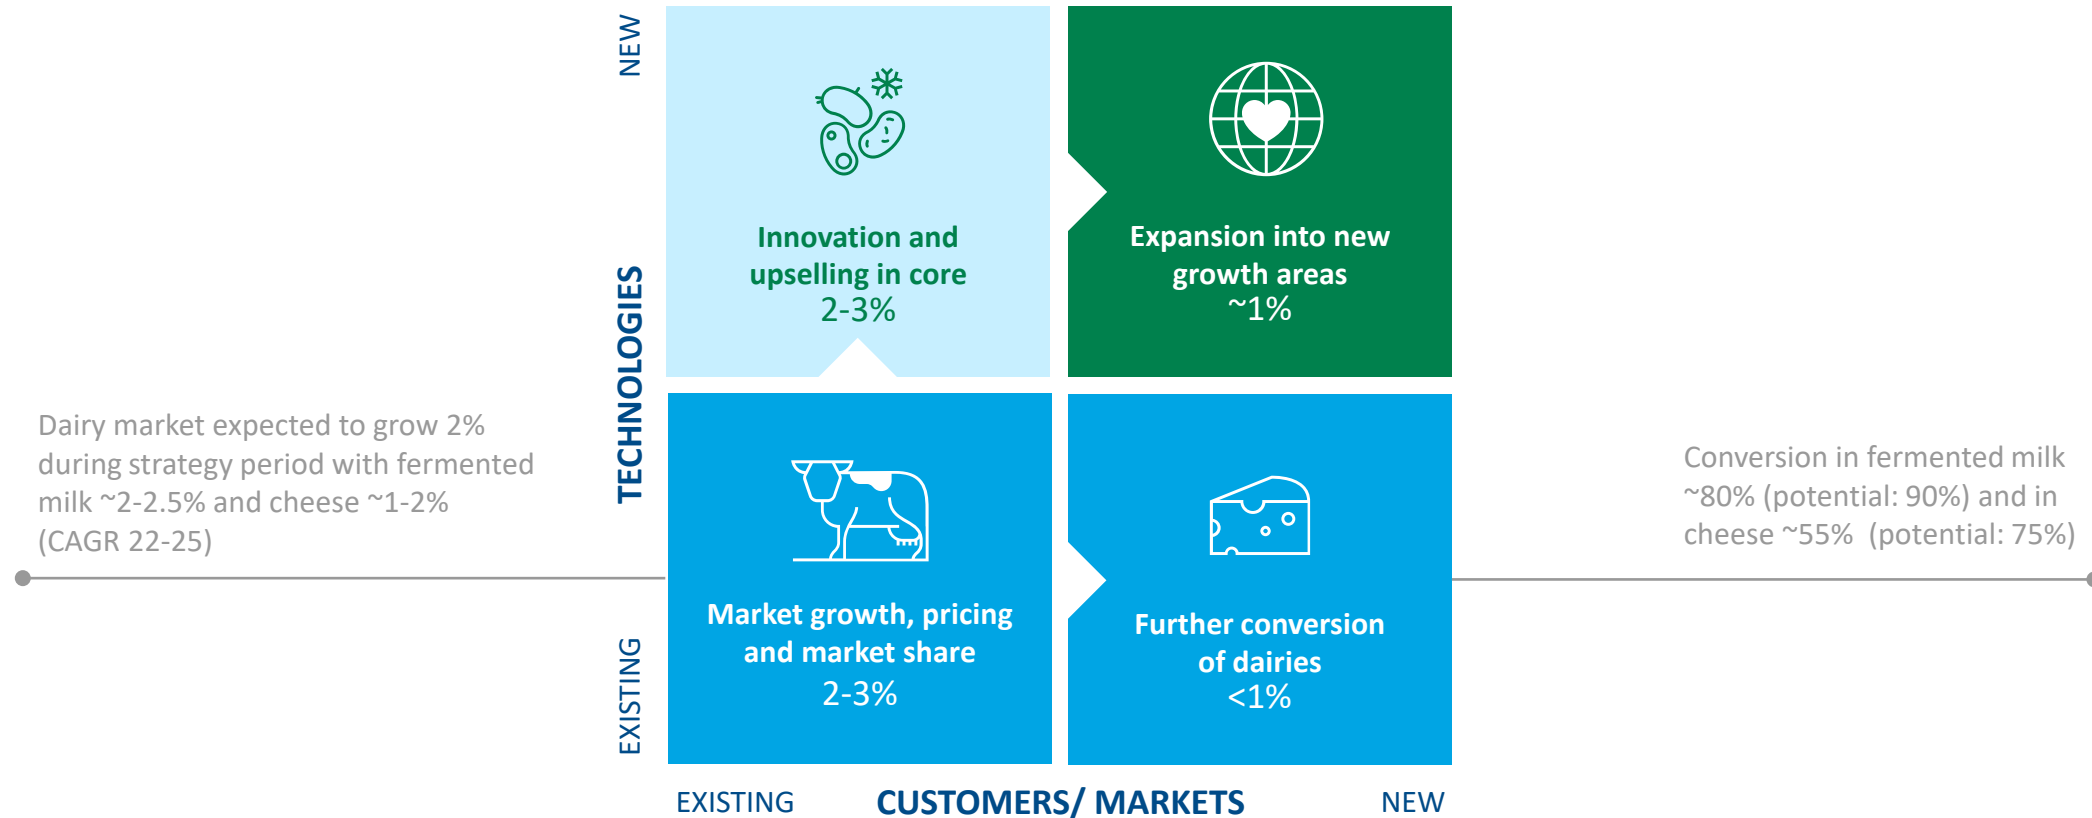 NEW
TECHNOLOGIES
EXISTING
Innovation and
upselling in core
2-3%
Expansion into new
growth areas
~1%
Dairy market expected to grow 2%
during strategy period with fermented
milk ~2-2.5% and cheese ~1-2%
(CAGR 22-25)
Market growth, pricing
and market share
2-3%
Further conversion
of dairies
<1%
Conversion in fermented milk
~80% (potential: 90%) and in
cheese ~55%  (potential: 75%)
EXISTING
CUSTOMERS/ MARKETS
NEW